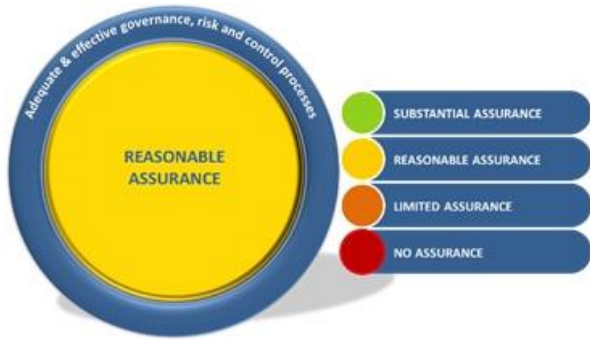 Adequate & effective governance, risk and control processes
REASONABLE
ASSURANCE
SUBSTANTIAL ASSURANCE
REASONABLE ASSURANCE
LIMITED ASSURANCE
NO ASSURANCE